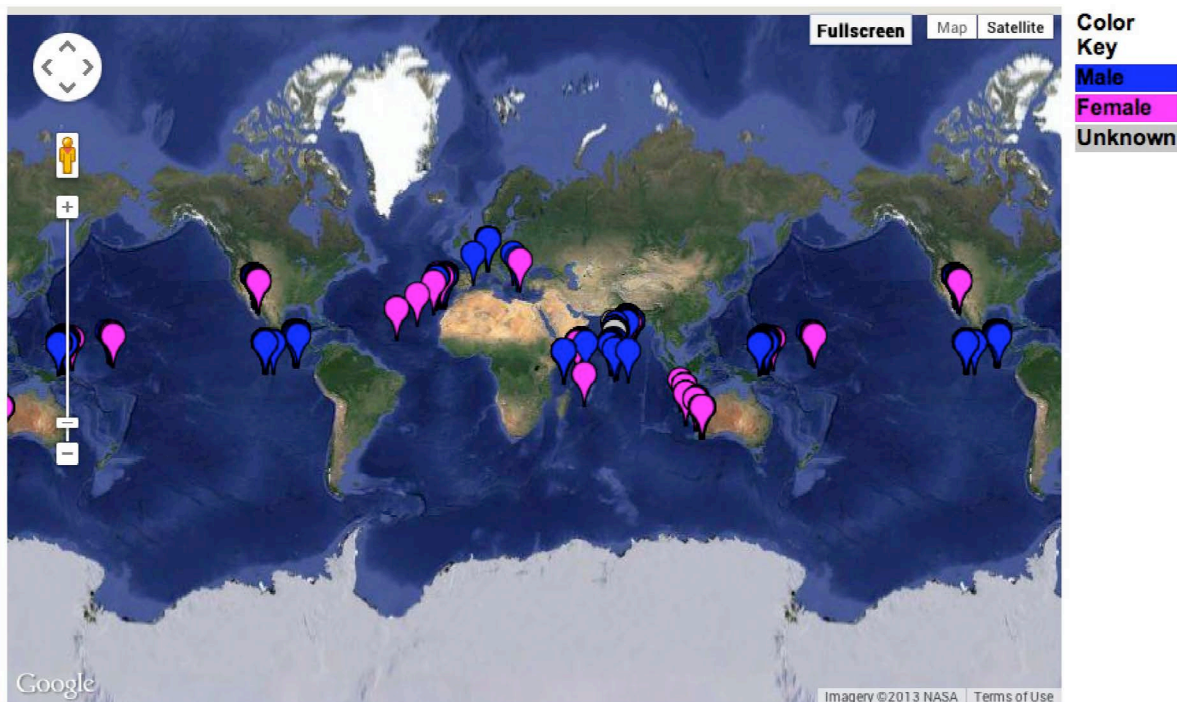 Fullscreen
Map
Satellite
Color
Key
Male
Female
Unknown
+
−
−
Google
Imagery ©2013 NASA
Terms of Use